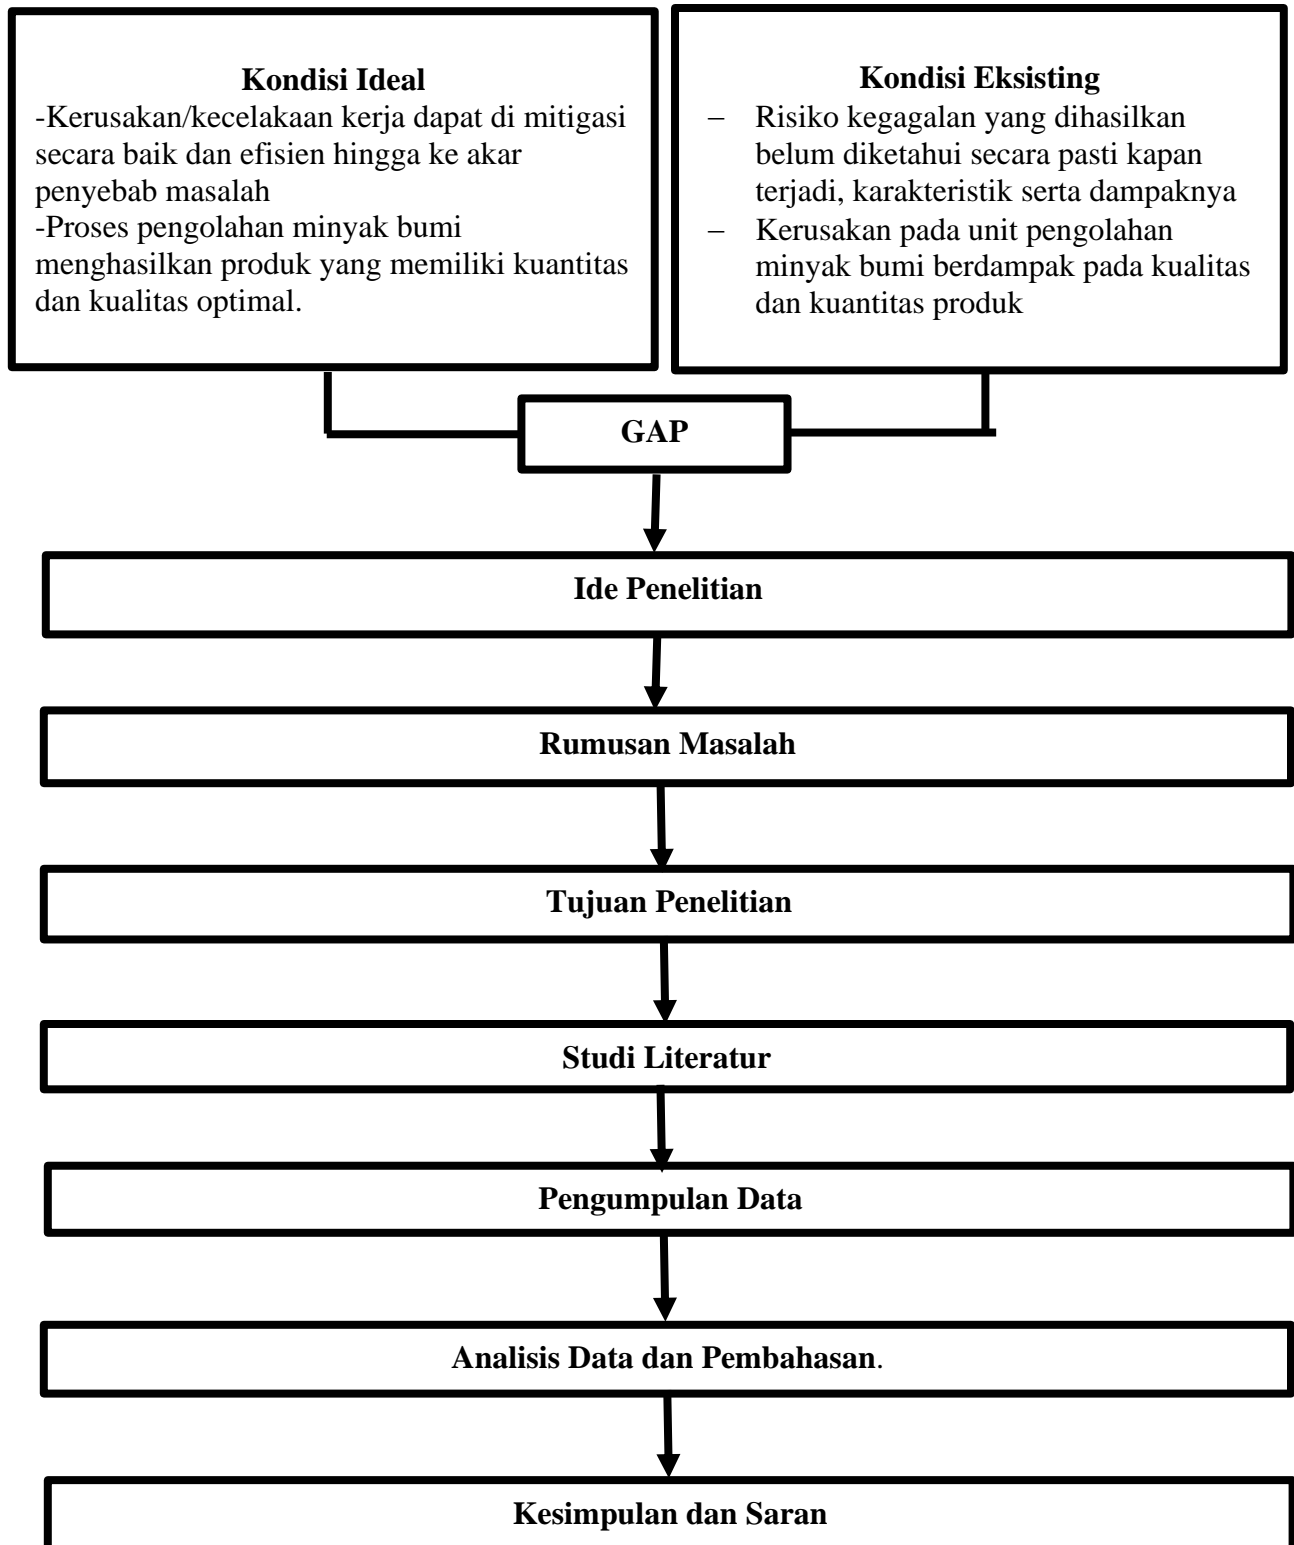 Kondisi Ideal
-Kerusakan/kecelakaan kerja dapat di mitigasi
secara baik dan efisien hingga ke akar
penyebab masalah
-Proses pengolahan minyak bumi
menghasilkan produk yang memiliki kuantitas
dan kualitas optimal.
Kondisi Eksisting
– Risiko kegagalan yang dihasilkan
belum diketahui secara pasti kapan
terjadi, karakteristik serta dampaknya
– Kerusakan pada unit pengolahan
minyak bumi berdampak pada kualitas
dan kuantitas produk
GAP
Ide Penelitian
Rumusan Masalah
Tujuan Penelitian
Studi Literatur
Pengumpulan Data
Analisis Data dan Pembahasan.
Kesimpulan dan Saran